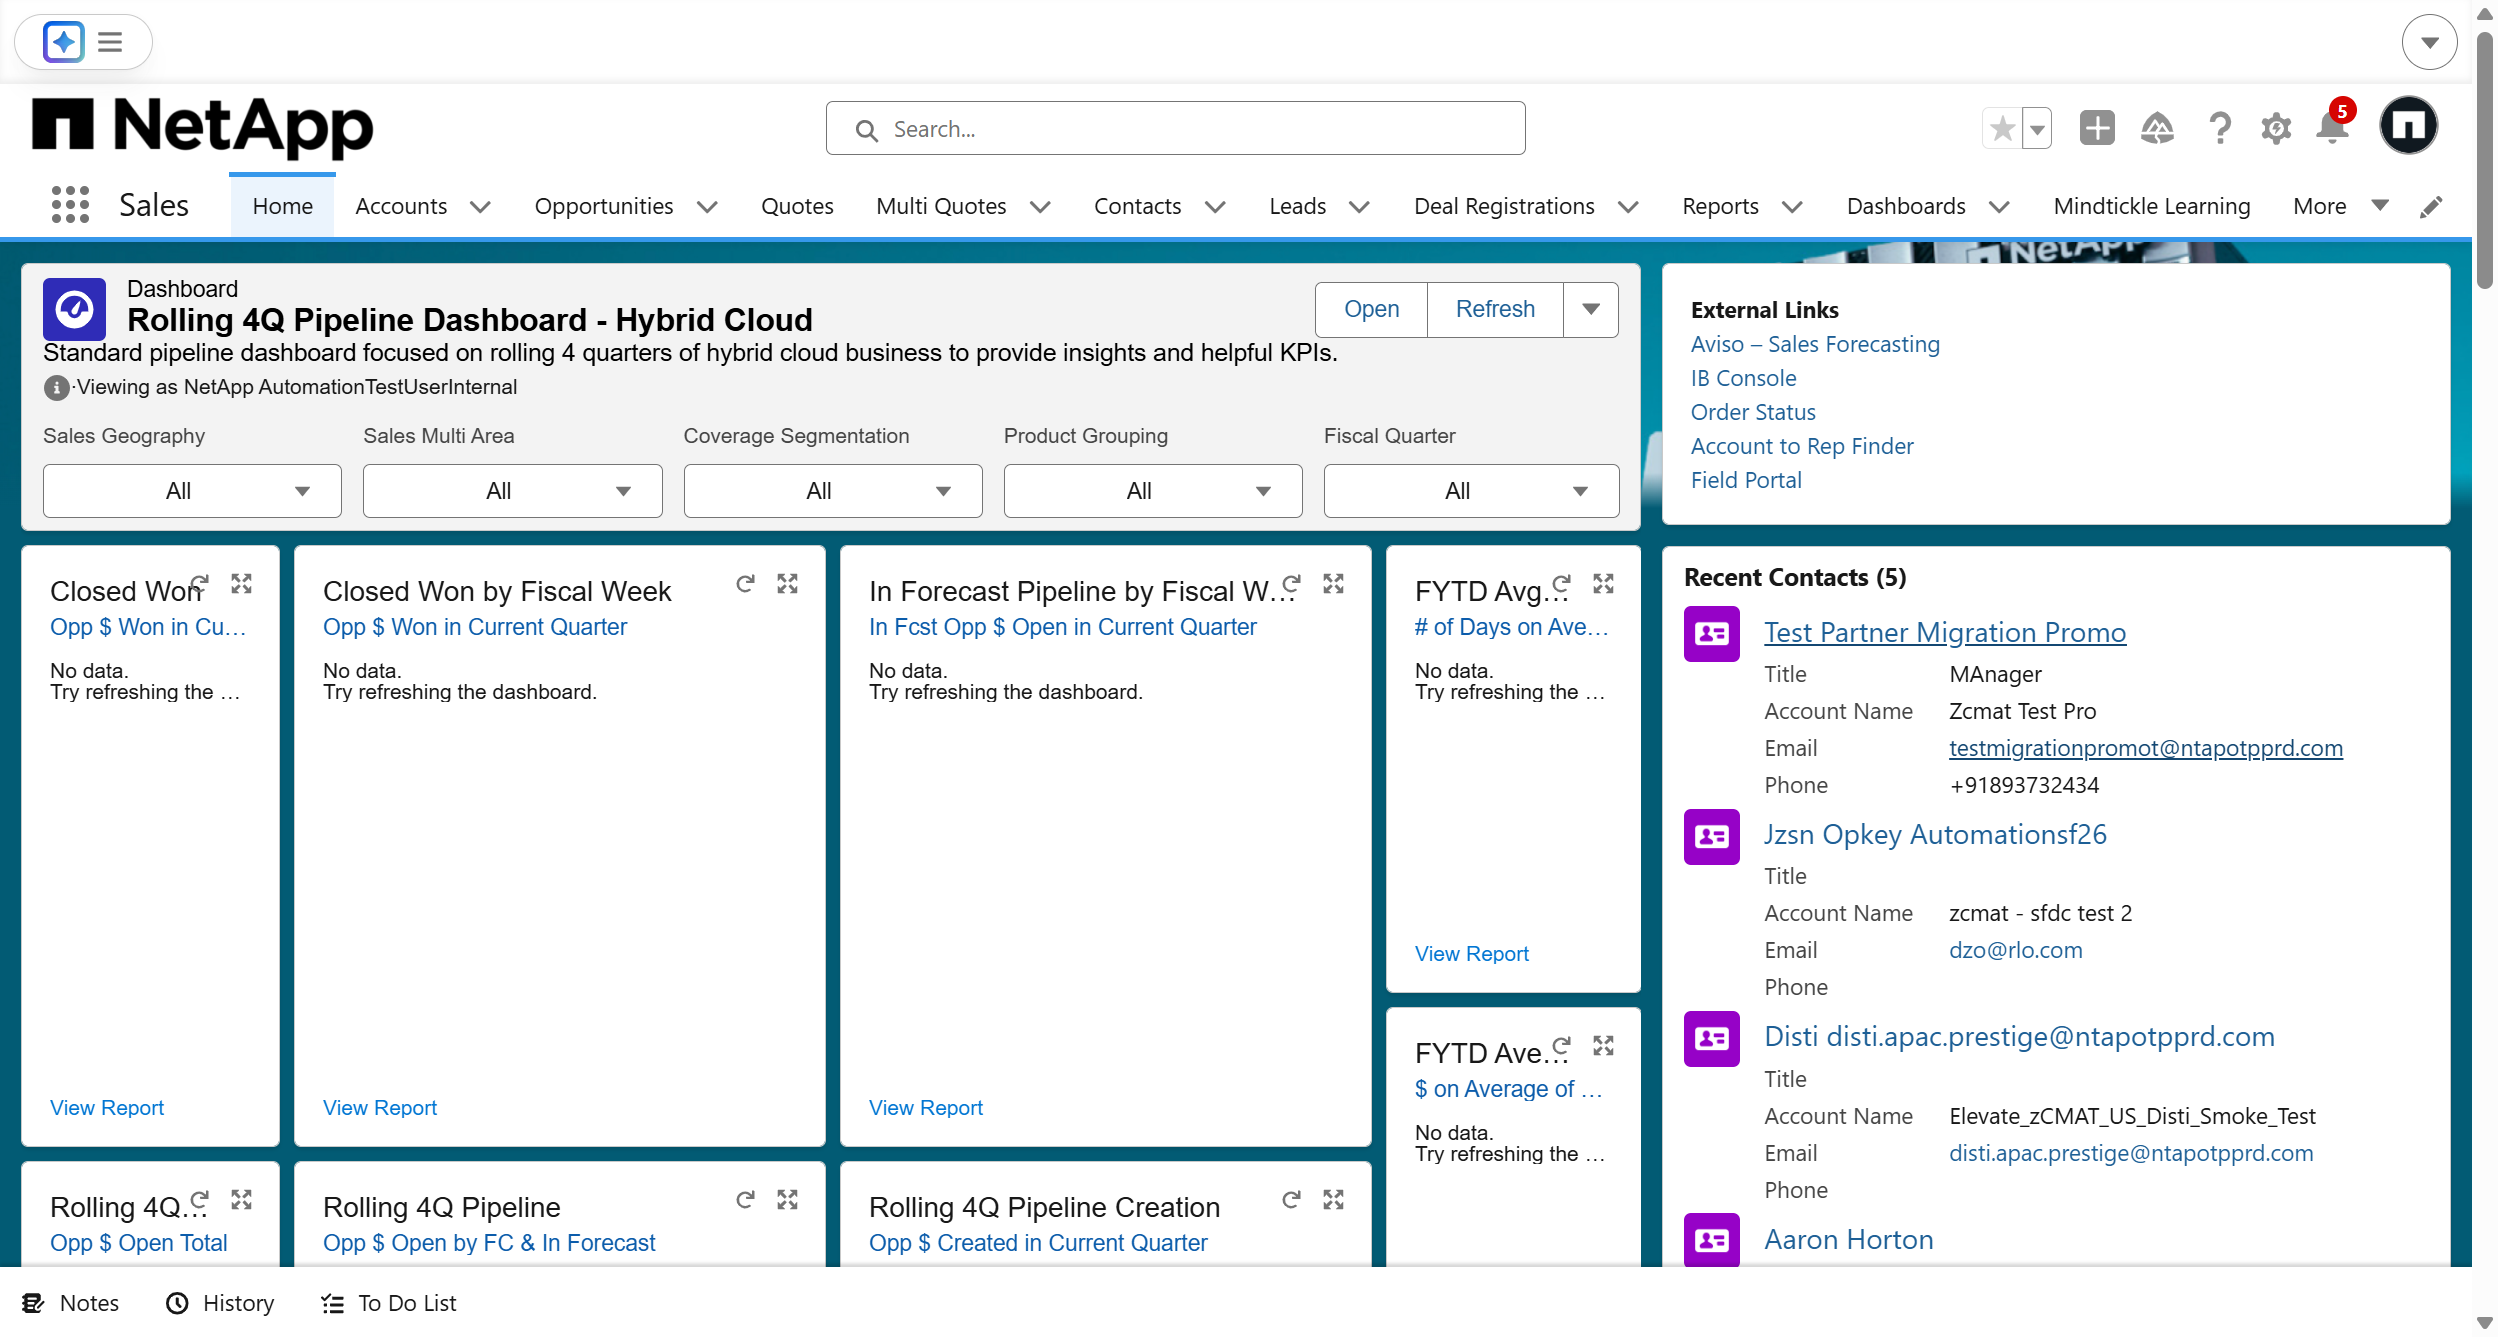 NetApp
Search...
5
Sales
Home
Accounts
Opportunities
Quotes
Multi Quotes
Contacts
Leads
Deal Registrations
Reports
Dashboards
Mindtickle Learning
More
NetApp
Dashboard
Rolling 4Q Pipeline Dashboard - Hybrid Cloud
Open
Refresh
Standard pipeline dashboard focused on rolling 4 quarters of hybrid cloud business to provide insights and helpful KPIs.
·Viewing as NetApp AutomationTestUserInternal
Sales Geography
Sales Multi Area
Coverage Segmentation
Product Grouping
Fiscal Quarter
All
All
All
All
All
Closed Won
Opp $ Won in Cu…
No data.
Try refreshing the …
View Report
Closed Won by Fiscal Week
Opp $ Won in Current Quarter
No data.
Try refreshing the dashboard.
View Report
In Forecast Pipeline by Fiscal W…
In Fcst Opp $ Open in Current Quarter
No data.
Try refreshing the dashboard.
View Report
FYTD Avg…
# of Days on Ave…
No data.
Try refreshing the …
View Report
FYTD Ave…
$ on Average of …
No data.
Try refreshing the …
Rolling 4Q…
Opp $ Open Total
Rolling 4Q Pipeline
Opp $ Open by FC & In Forecast
Rolling 4Q Pipeline Creation
Opp $ Created in Current Quarter
External Links
Aviso – Sales Forecasting
IB Console
Order Status
Account to Rep Finder
Field Portal
Recent Contacts (5)
Test Partner Migration Promo
Title MAnager
Account Name Zcmat Test Pro
Email testmigrationpromot@ntapotpprd.com
Phone +91893732434
Jzsn Opkey Automationsf26
Title
Account Name zcmat - sfdc test 2
Email dzo@rlo.com
Phone
Disti disti.apac.prestige@ntapotpprd.com
Title
Account Name Elevate_zCMAT_US_Disti_Smoke_Test
Email disti.apac.prestige@ntapotpprd.com
Phone
Aaron Horton
Notes
History
To Do List